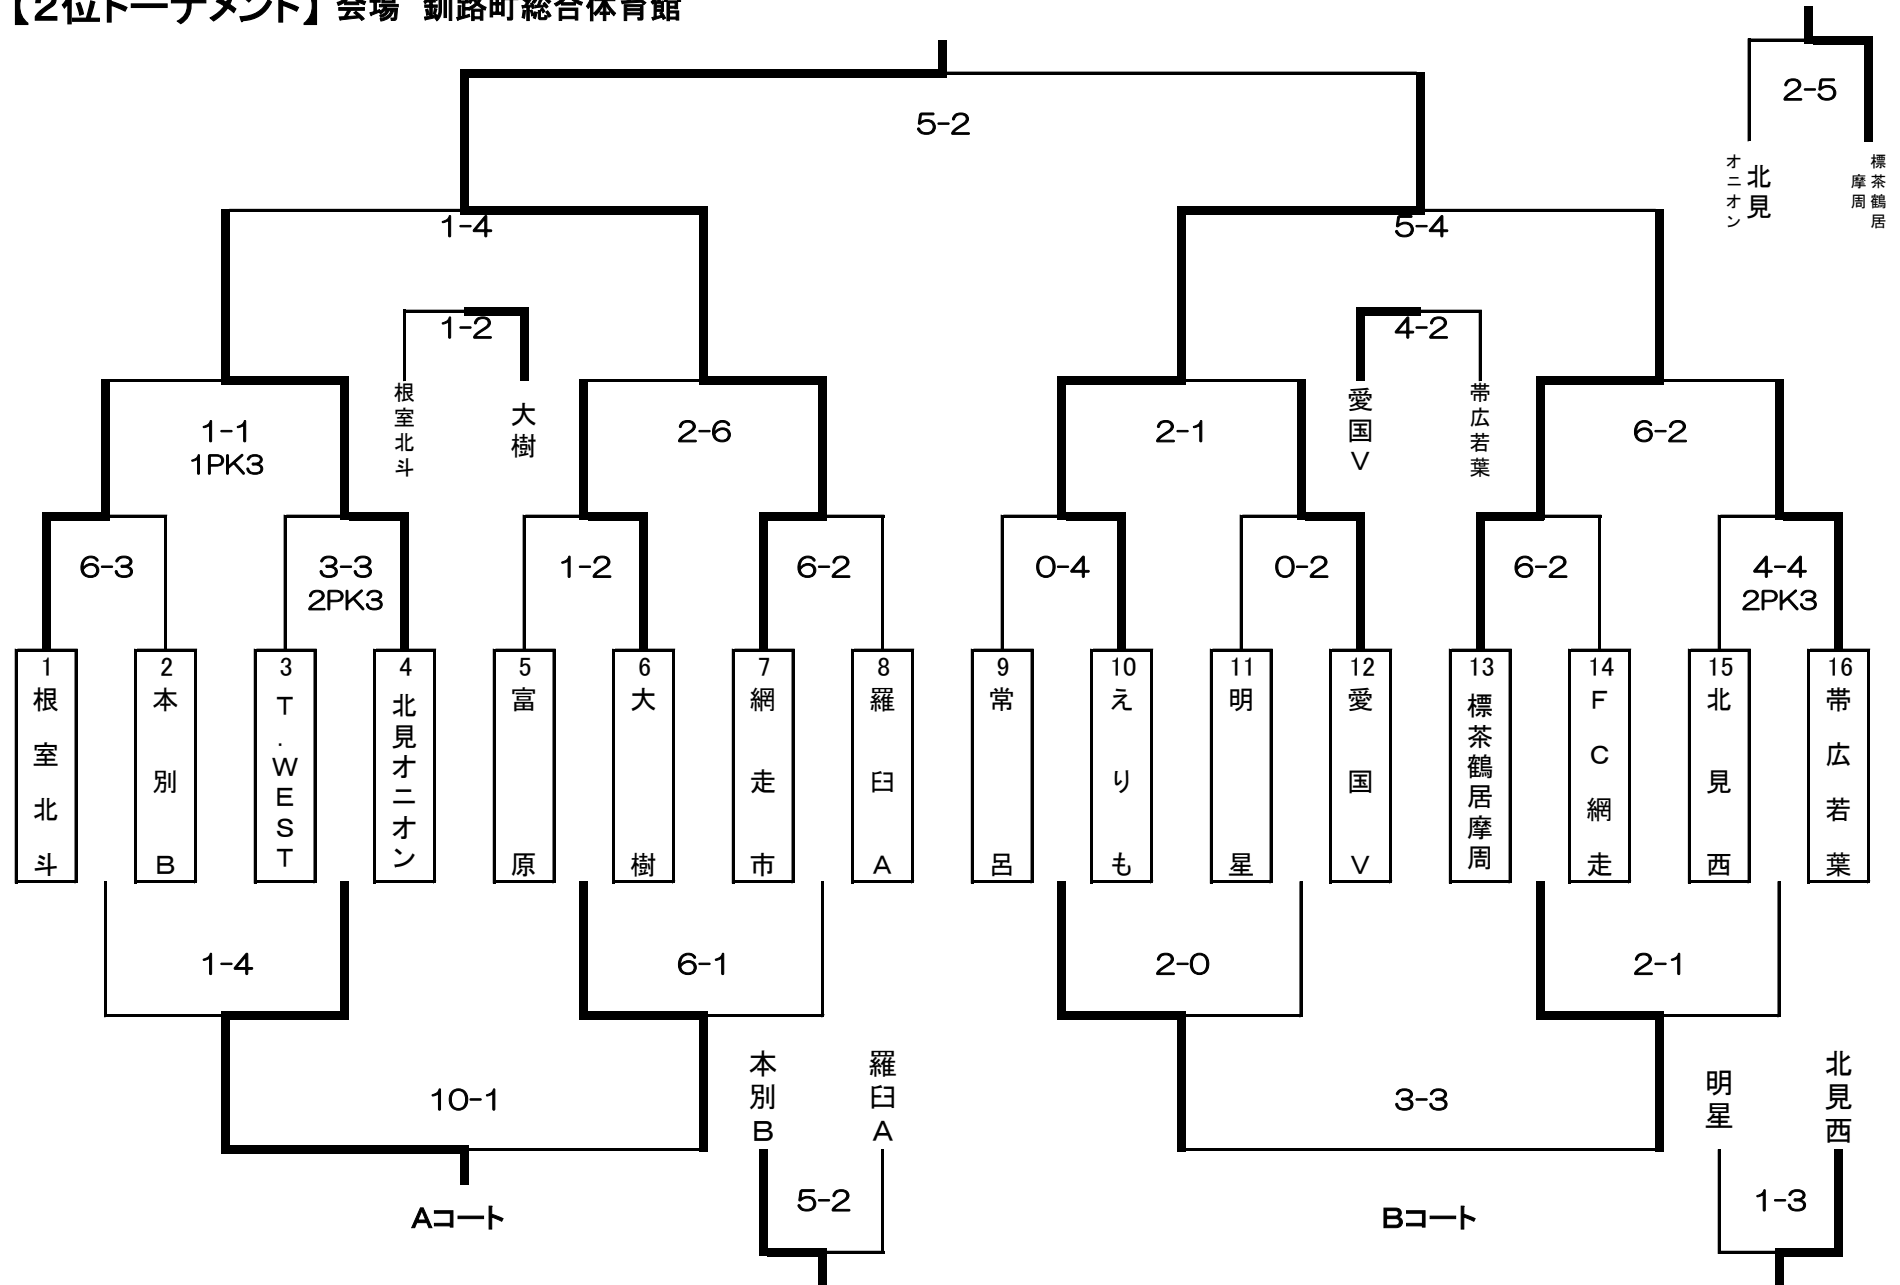 【2位トーナメント】 会場 釧路町総合体育館
2-5
5-2
オニオン
北見
標茶鶴居
摩周
1-4
5-4
1-2
4-2
根室北斗
大樹
愛国V
帯広若葉
1-1
1PK3
2-6
2-1
6-2
6-3
3-3
2PK3
1-2
6-2
0-4
0-2
6-2
4-4
2PK3
1 根室北斗
2 本別B
3 T.WEST
4 北見オニオン
5 富原
6 大樹
7 網走市
8 羅臼A
9 常呂
10 えりも
11 明星
12 愛国V
13 標茶鶴居摩周
14 FC網走
15 北見西
16 帯広若葉
1-4
6-1
2-0
2-1
10-1
本別B
羅臼A
3-3
明星
北見西
5-2
1-3
Aコート
Bコート